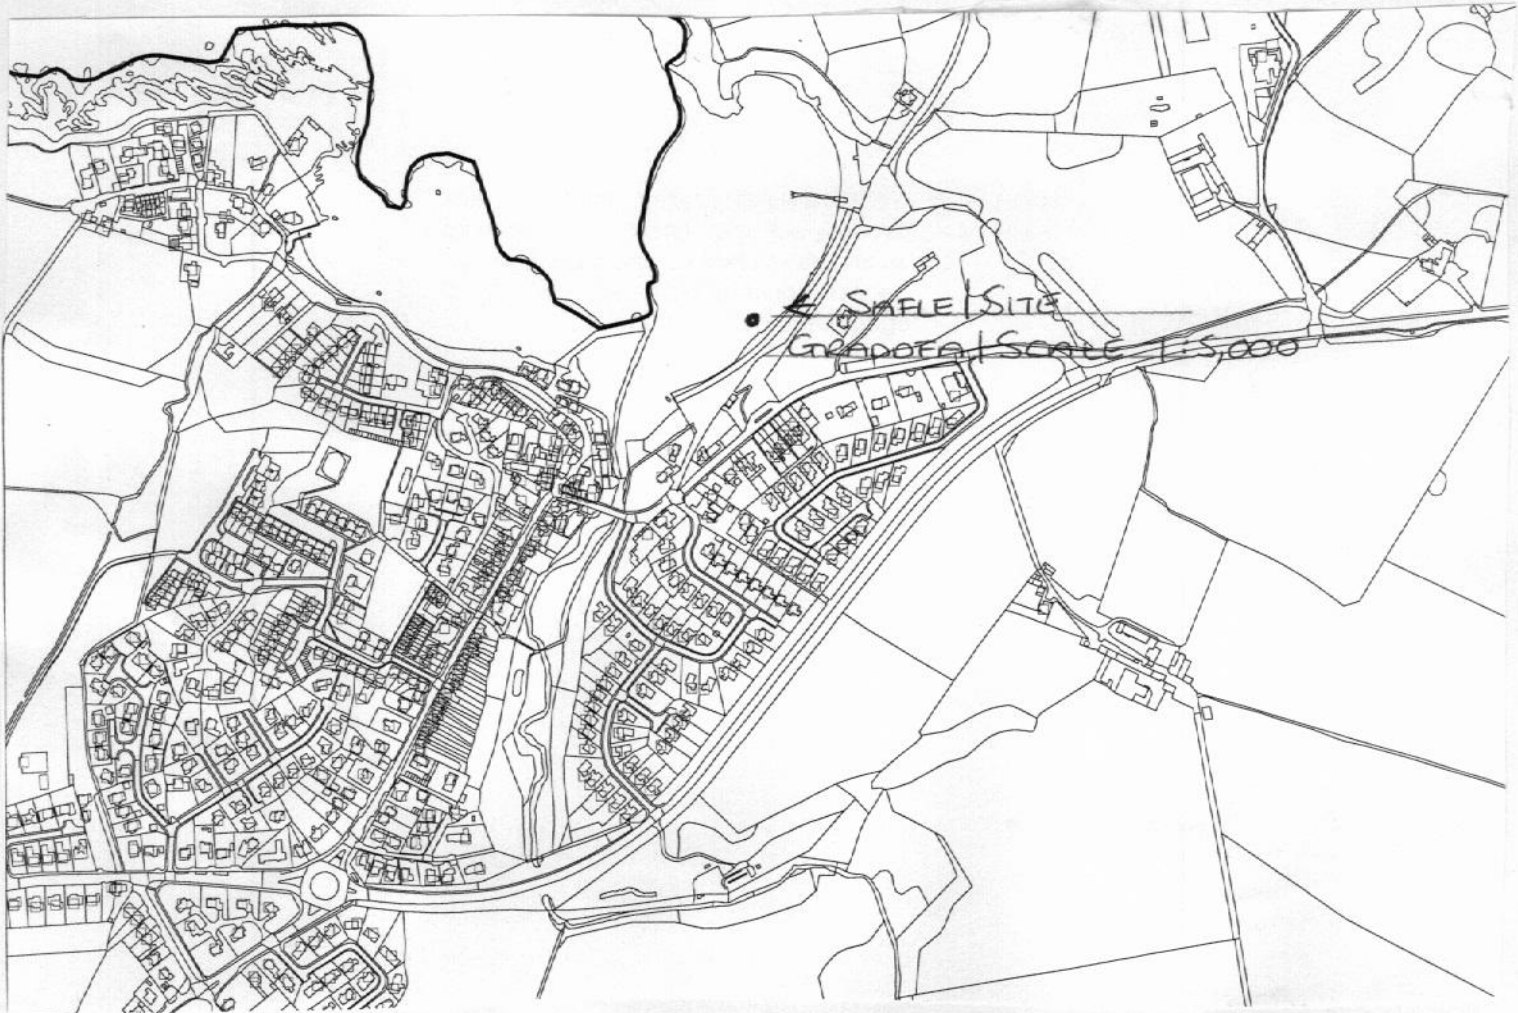 ← SAFLE / SITE
GRADDFA / SCALE 1:5,000